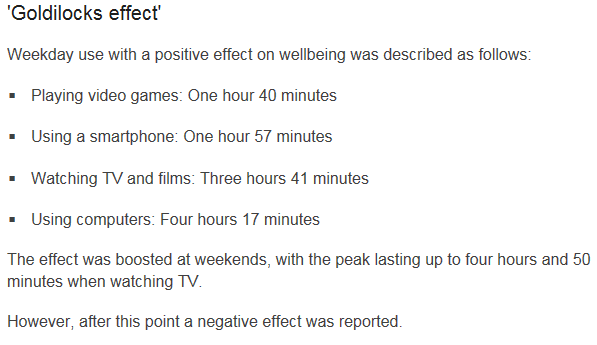 'Goldilocks effect'
Weekday use with a positive effect on wellbeing was described as follows:
▪ Playing video games: One hour 40 minutes
▪ Using a smartphone: One hour 57 minutes
▪ Watching TV and films: Three hours 41 minutes
▪ Using computers: Four hours 17 minutes
The effect was boosted at weekends, with the peak lasting up to four hours and 50
minutes when watching TV.
However, after this point a negative effect was reported.